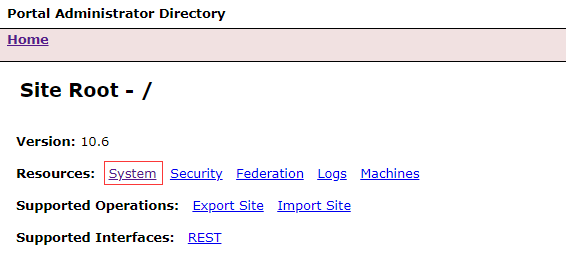 Portal Administrator Directory
Home
Site Root - /
Version: 10.6
Resources: System Security Federation Logs Machines
Supported Operations: Export Site Import Site
Supported Interfaces: REST